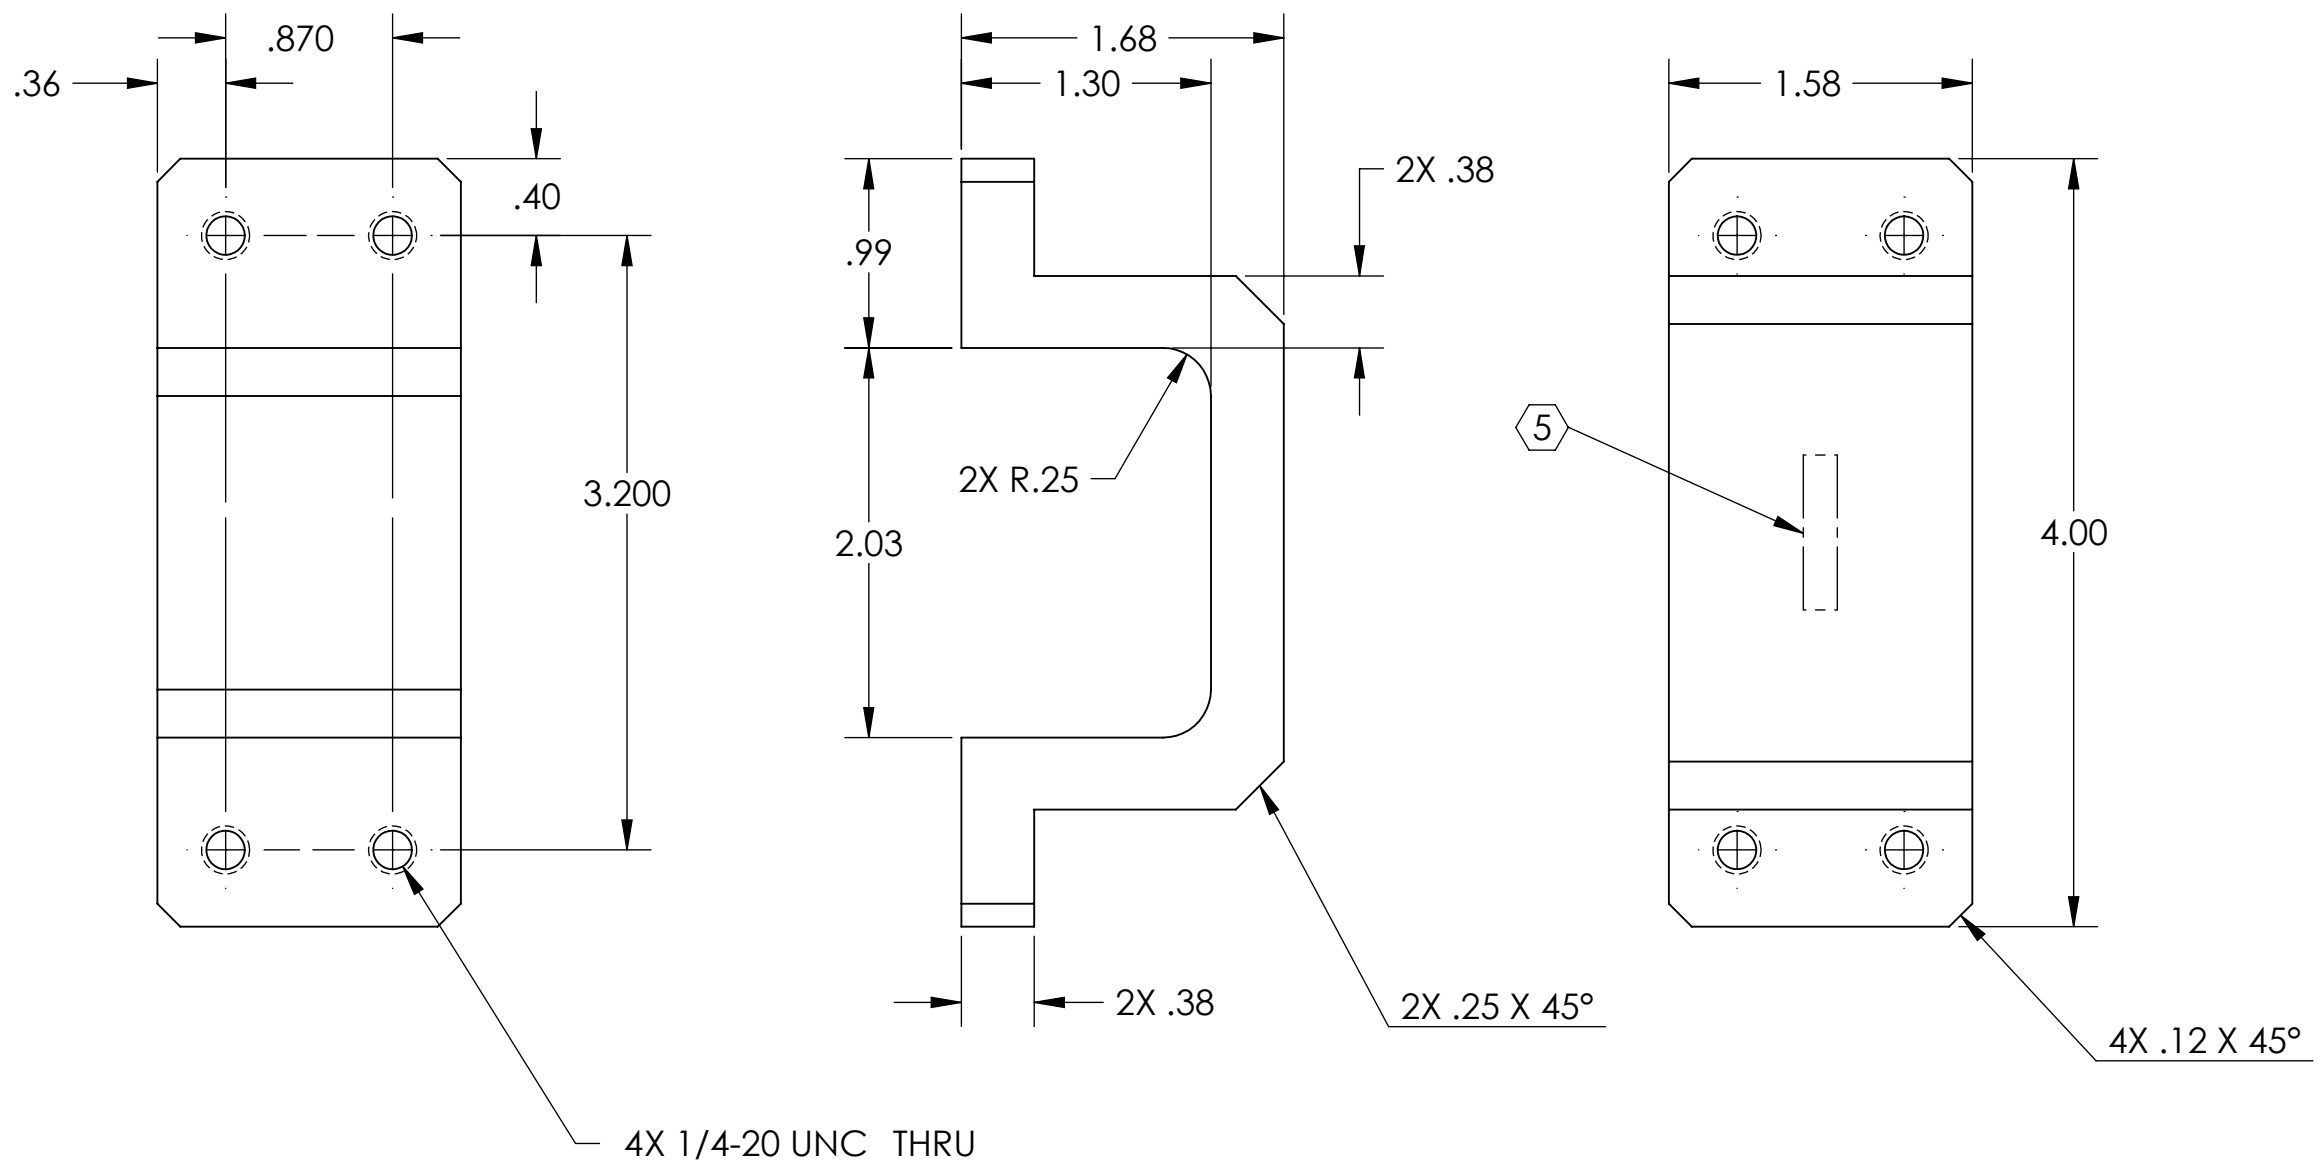 .870
.36
.40
3.200
4X 1/4-20 UNC  THRU
1.68
1.30
2X .38
.99
2X R.25
2.03
2X .38
2X .25 X 45°
1.58
5
4.00
4X .12 X 45°